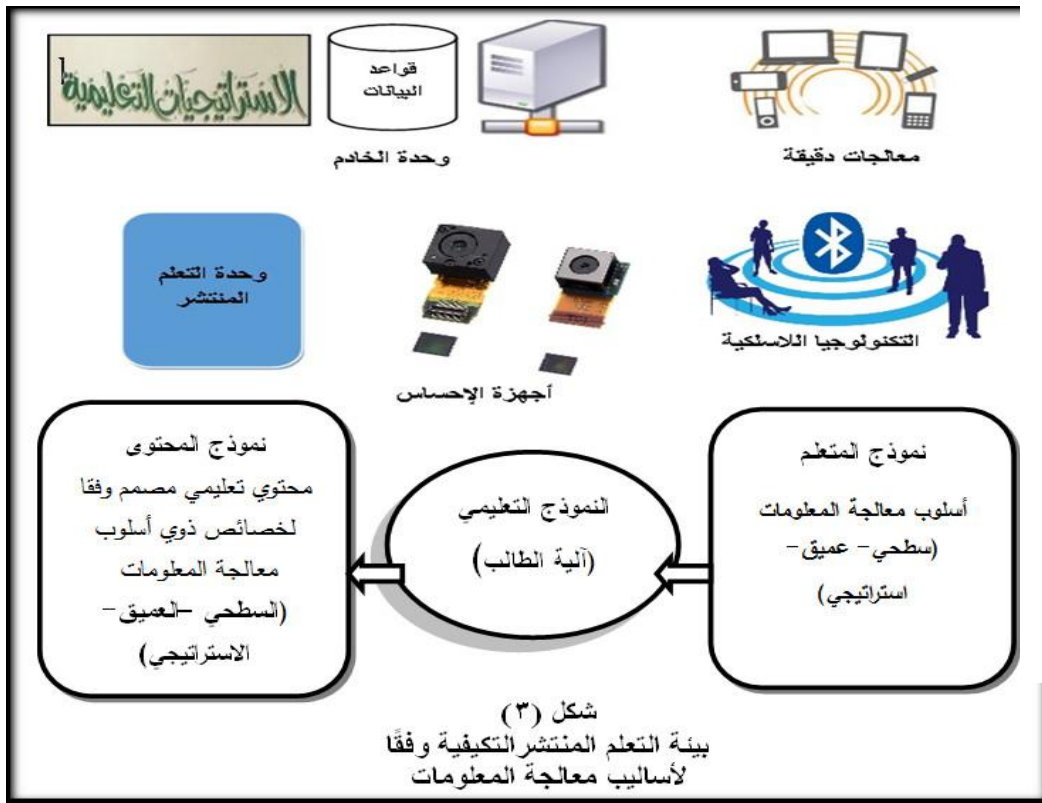 الاستراتيجيات التعليمية
قواعد
البيانات
وحدة الخادم
معالجات دقيقة
وحدة التعلم
المنتشر
أجهزة الإحساس
التكنولوجيا اللاسلكية
نموذج المتعلم
أسلوب معالجة المعلومات
(سطحي- عميق-
استراتيجي)
النموذج التعليمي
(آلية الطالب)
نموذج المحتوى
محتوي تعليمي مصمم وفقا
لخصائص ذوي أسلوب
معالجة المعلومات
(السطحي –العميق-
الاستراتيجي)
شكل (٣)
بيئة التعلم المنتشر التكيفية وفقًا
لأساليب معالجة المعلومات